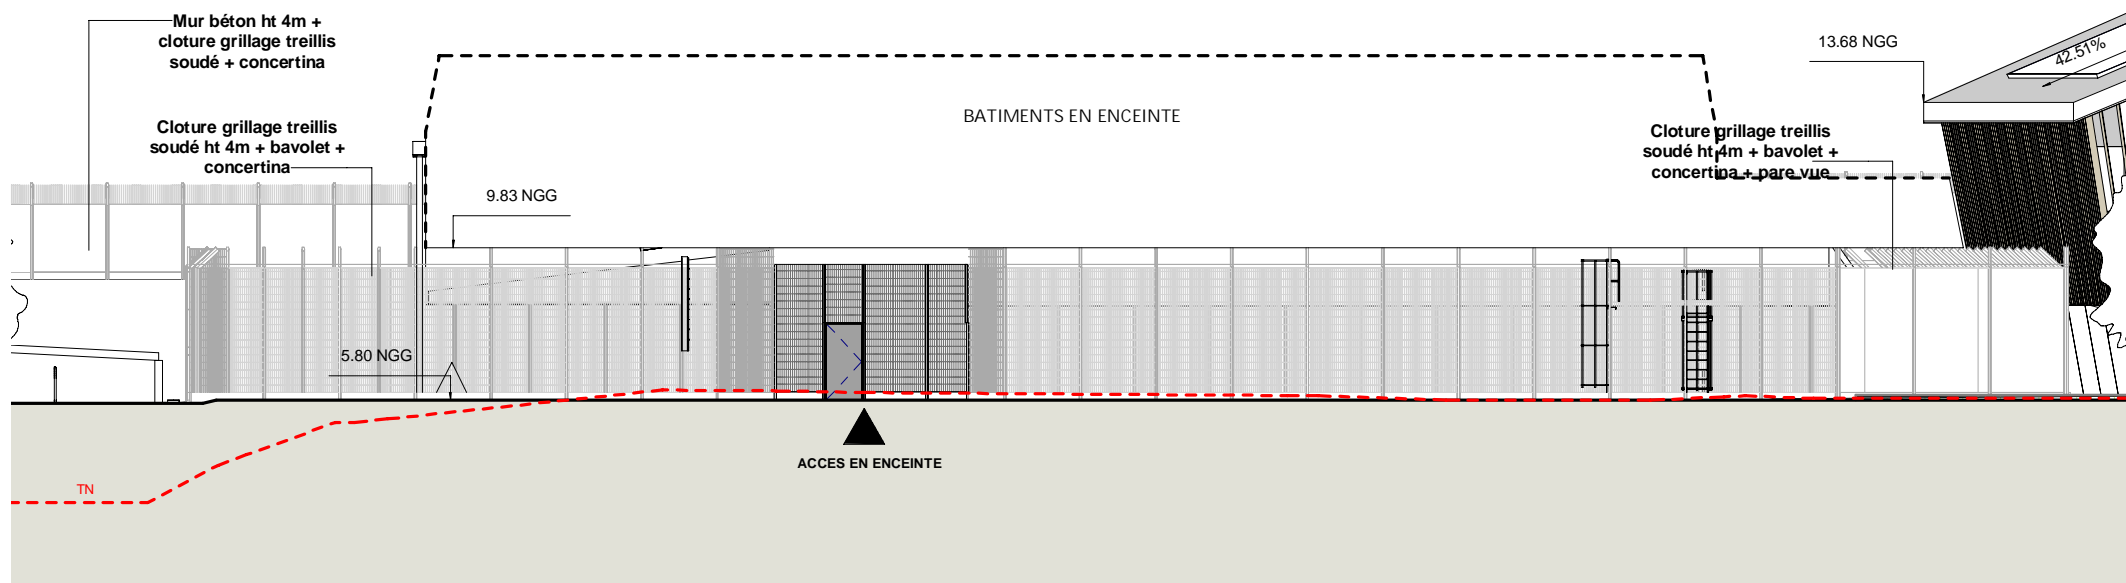 Mur béton ht 4m +
cloture grillage treillis
soudé + concertina
Cloture grillage treillis
soudé ht 4m + bavolet +
concertina
9.83 NGG
5.80 NGG
BATIMENTS EN ENCEINTE
13.68 NGG
42.51%
Cloture grillage treillis
soudé ht 4m + bavolet +
concertina + pare vue
ACCES EN ENCEINTE
TN